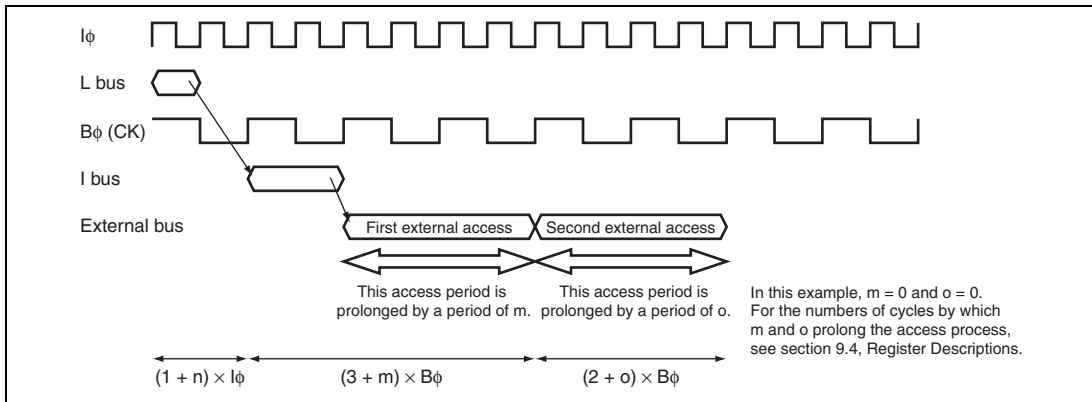 Iϕ
L bus
Bϕ (CK)
I bus
External bus
First external access
Second external access
This access period is
prolonged by a period of m.
This access period is
prolonged by a period of o.
In this example, m = 0 and o = 0.
For the numbers of cycles by which
m and o prolong the access process,
see section 9.4, Register Descriptions.
(1 + n) × Iϕ
(3 + m) × Bϕ
(2 + o) × Bϕ